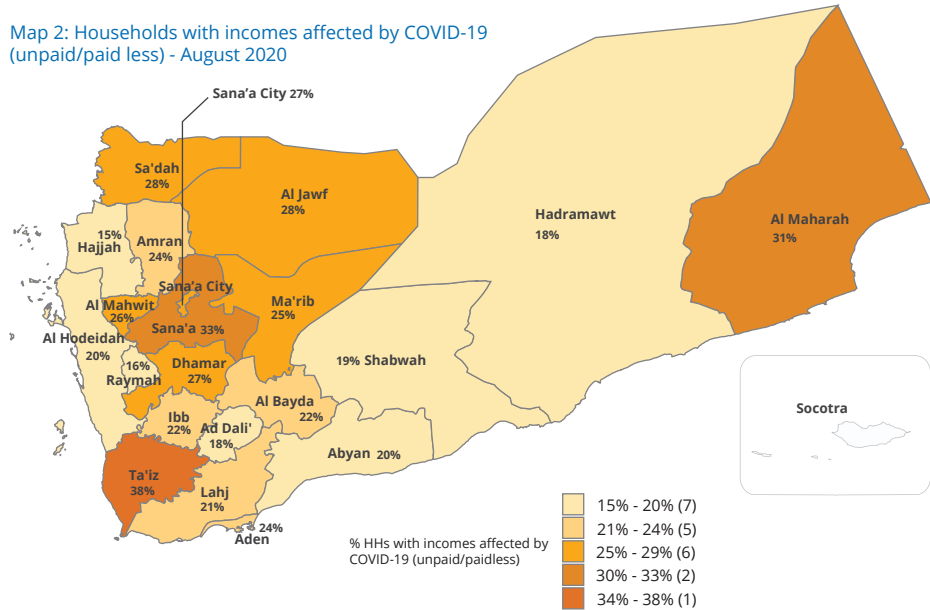 Map 2: Households with incomes affected by COVID-19
(unpaid/paid less) - August 2020
Sana'a City 27%
Sa'dah
28%
Al Jawf
28%
Hadramawt
18%
Al Maharah
31%
15%
Hajjah
Amran
24%
Sana'a City
Al Mahwit
26%
Ma'rib
25%
Sana'a 33%
Al Hodeidah
20%
16%
Raymah
Dhamar
27%
19% Shabwah
Al Bayda
22%
Ibb
22%
Ad Dali'
18%
Abyan 20%
Ta'iz
38%
Lahj
21%
24%
Aden
Socotra
% HHs with incomes affected by
COVID-19 (unpaid/paidless)
15% - 20% (7)
21% - 24% (5)
25% - 29% (6)
30% - 33% (2)
34% - 38% (1)